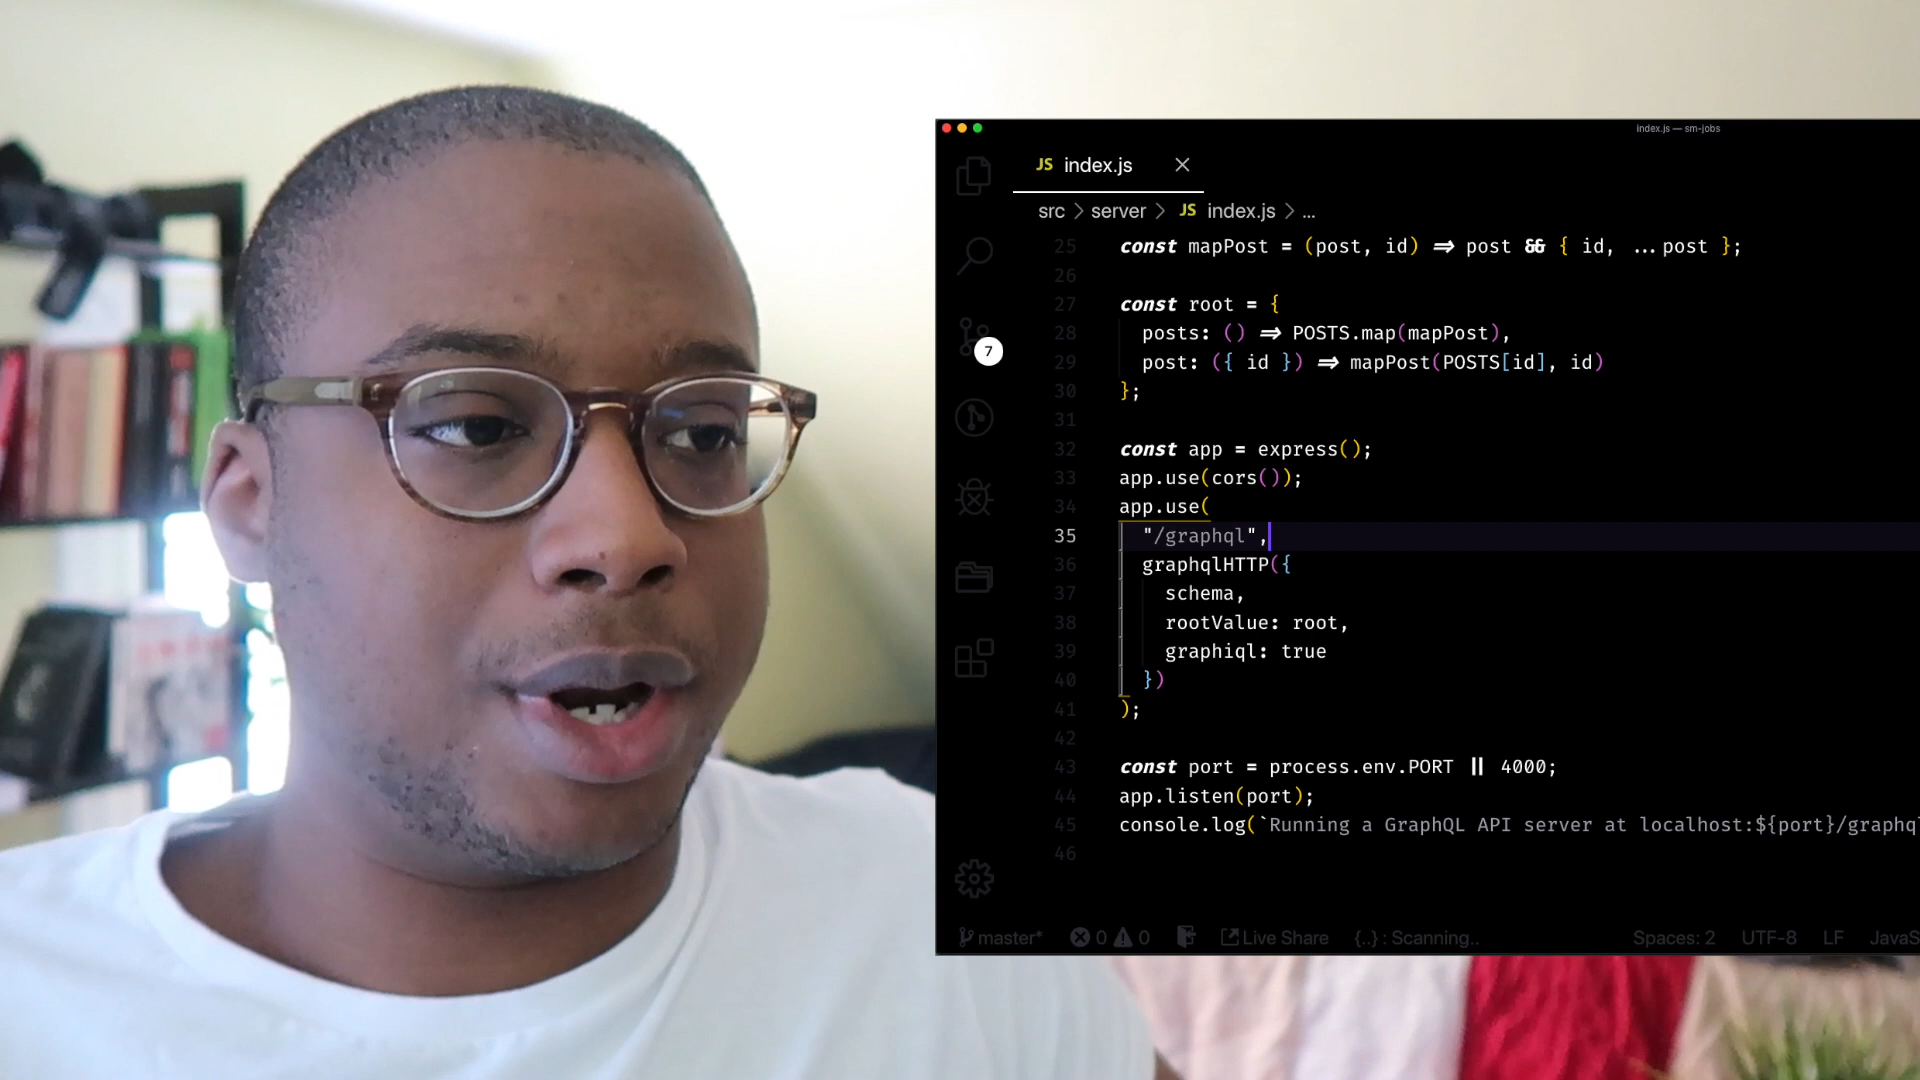 index.js — sm-jobs
JS index.js
src > server > JS index.js > ...
25 const mapPost = (post, id) => post && { id, ...post };
26
27 const root = {
28 posts: () => POSTS.map(mapPost),
29 post: ({ id }) => mapPost(POSTS[id], id)
30 };
31
32 const app = express();
33 app.use(cors());
34 app.use(
35 "/graphql",
36 graphqlHTTP({
37 schema,
38 rootValue: root,
39 graphiql: true
40 })
41 );
42
43 const port = process.env.PORT || 4000;
44 app.listen(port);
45 console.log(`Running a GraphQL API server at localhost:${port}/graphq
46
7
master* 0 0 Live Share {..} : Scanning.. Spaces: 2 UTF-8 LF JavaS